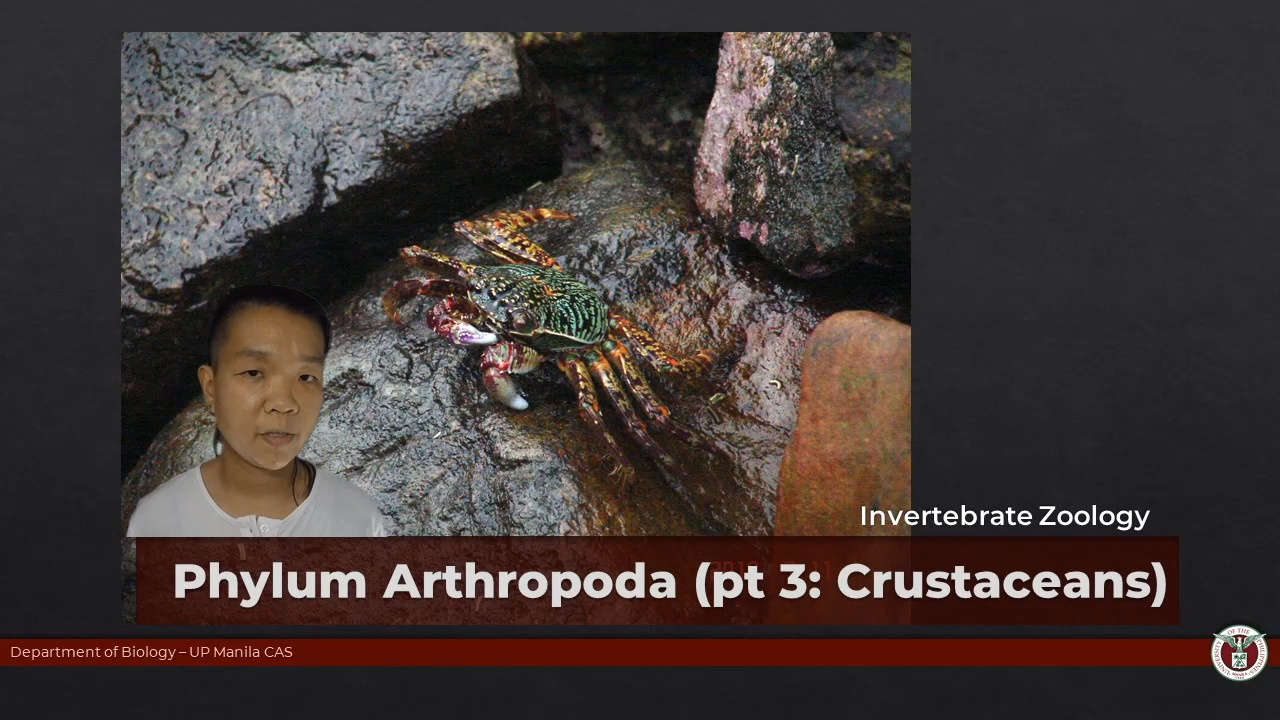 Invertebrate Zoology
Phylum Arthropoda (pt 3: Crustaceans)
Department of Biology – UP Manila CAS